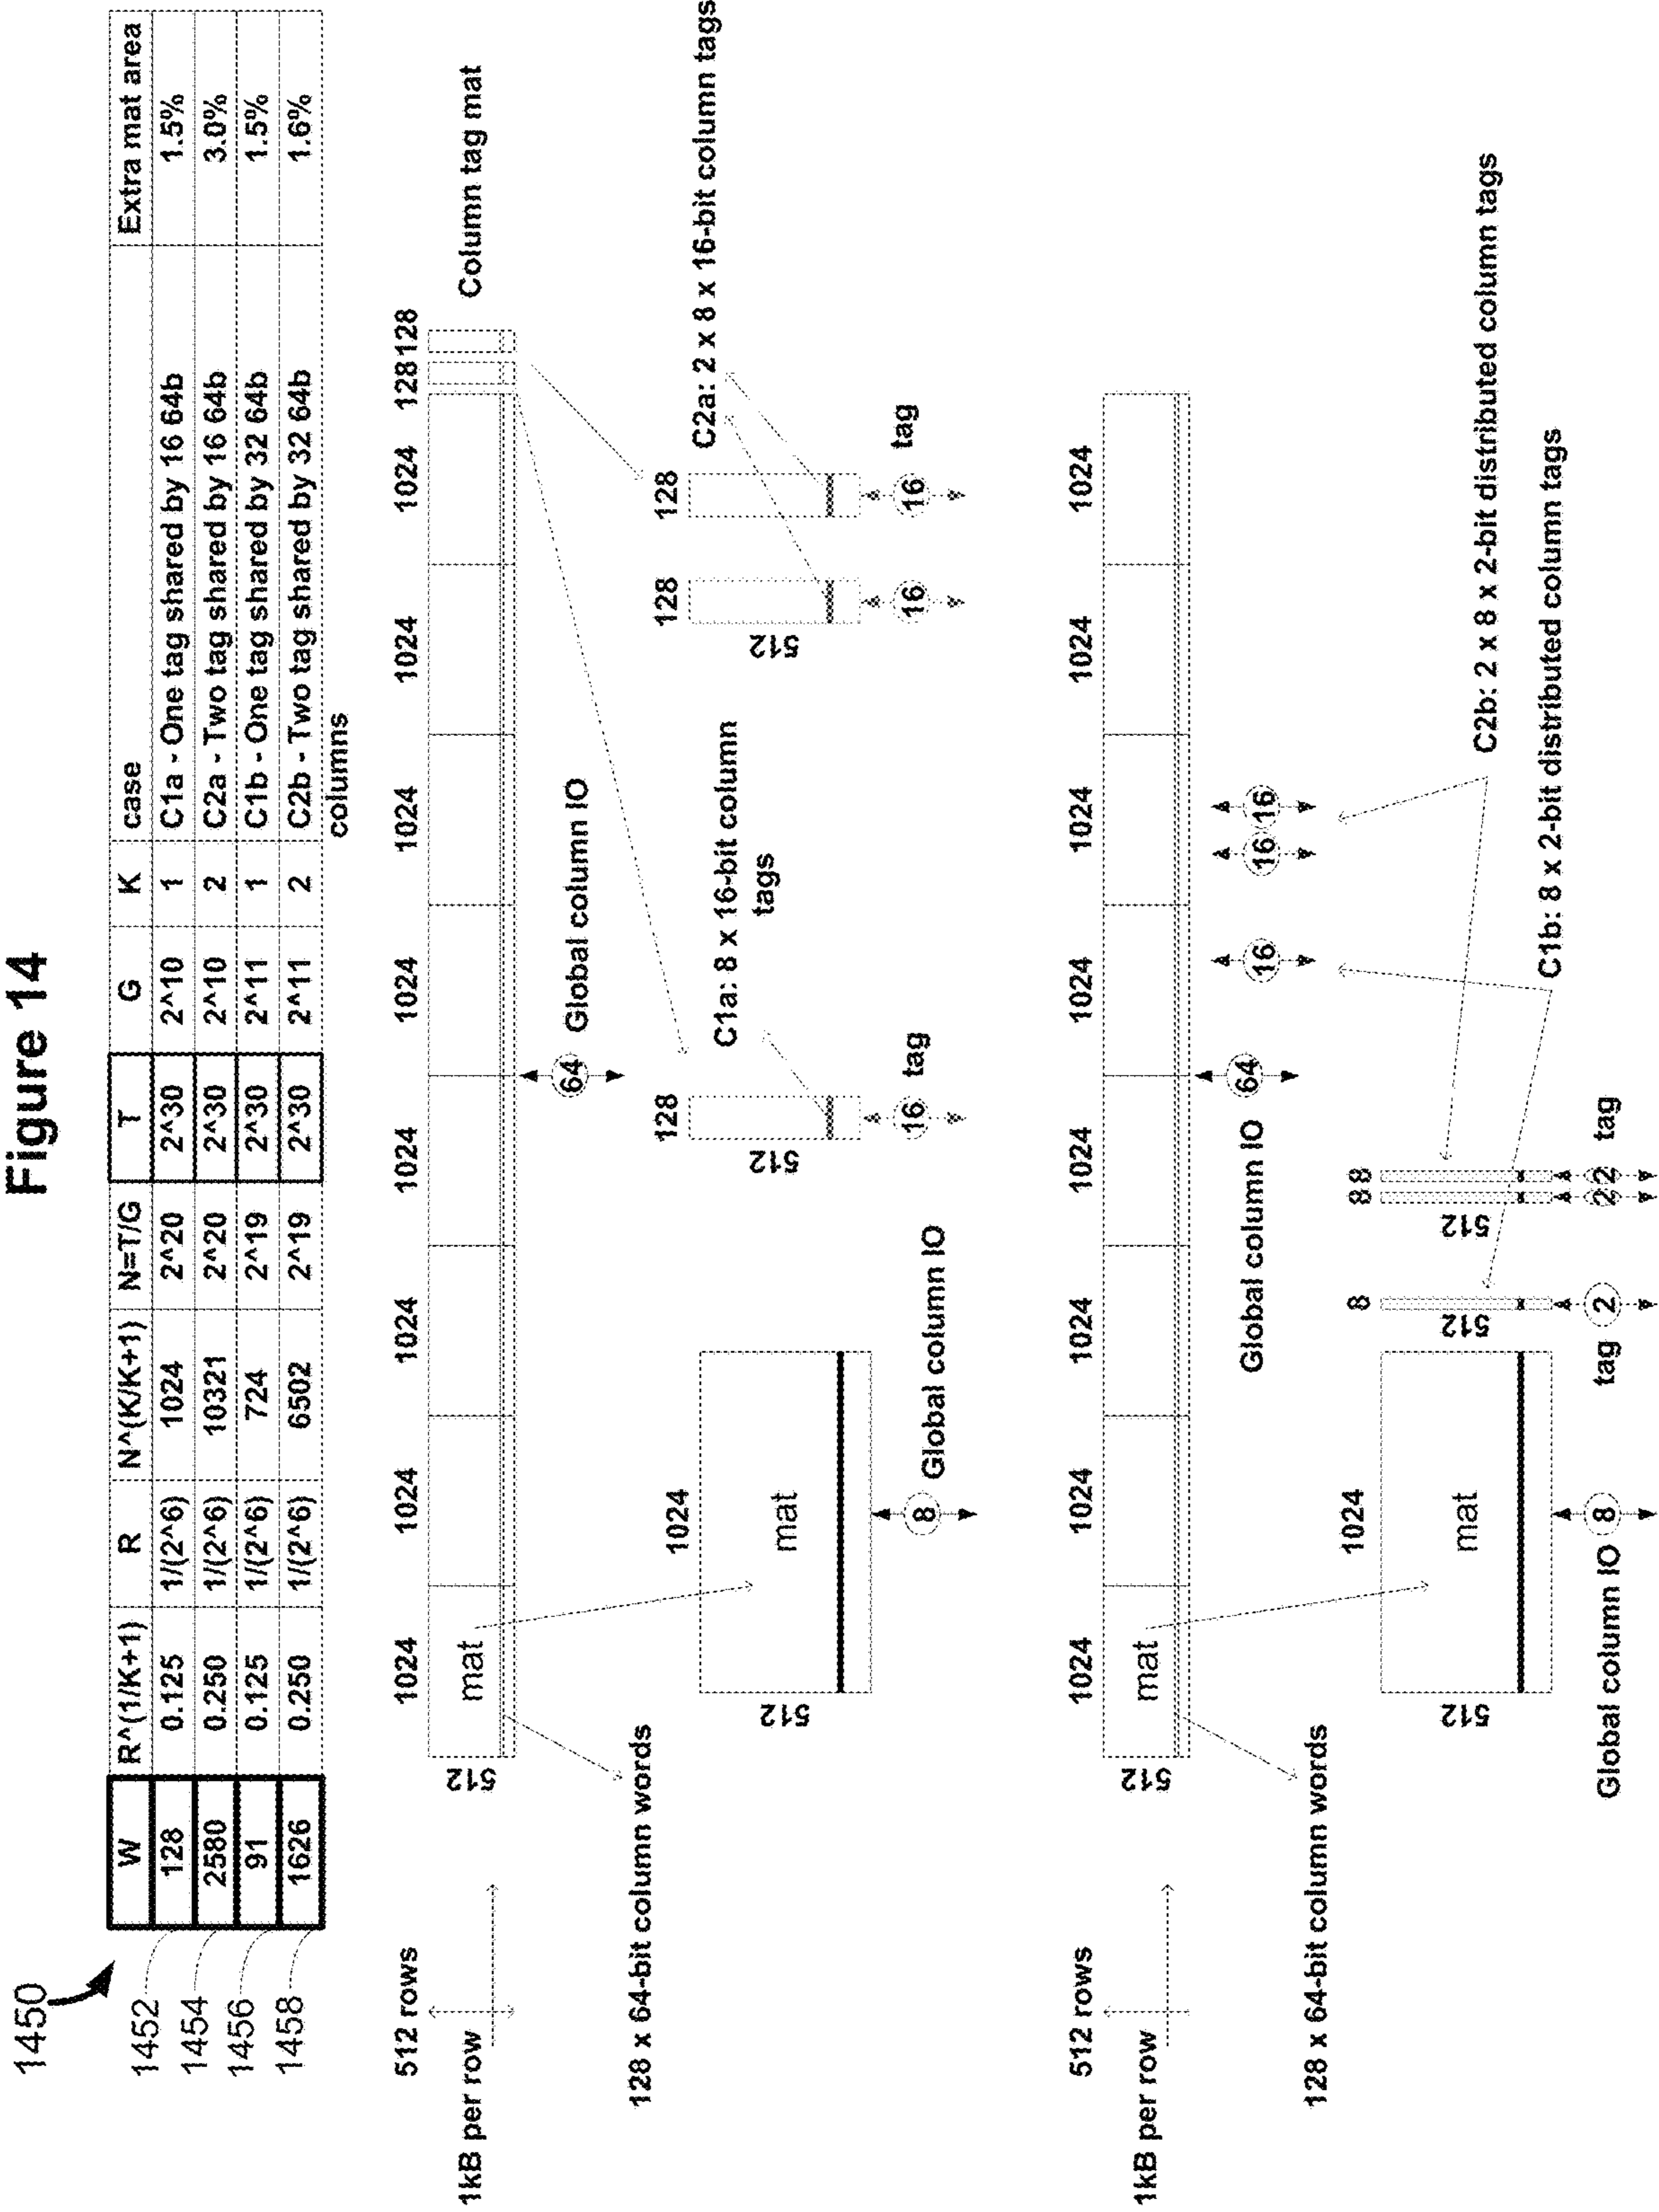 Figure 14
1450
W R^(1/K+1) R N^(K/K+1) N=T/G T G K case Extra mat area
1452 128 0.125 1/(2^6) 1024 2^20 2^30 2^10 1 C1a - One tag shared by 16 64b 1.5%
1454 2580 0.250 1/(2^6) 10321 2^20 2^30 2^10 2 C2a - Two tag shared by 16 64b 3.0%
1456 91 0.125 1/(2^6) 724 2^19 2^30 2^11 1 C1b - One tag shared by 32 64b 1.5%
1458 1626 0.250 1/(2^6) 6502 2^19 2^30 2^11 2 C2b - Two tag shared by 32 64b 1.6%
columns
512 rows
1024 1024 1024 1024 1024 1024 1024 1024 128 128
1kB per row
512
mat
Column tag mat
64
Global column IO
128 x 64-bit column words
1024
512
mat
8
Global column IO
128
512
16
tag
C1a: 8 x 16-bit column
tags
128 128
512
16 16
tag
C2a: 2 x 8 x 16-bit column tags
512 rows
1024 1024 1024 1024 1024 1024 1024 1024
1kB per row
512
mat
Global column IO
64
16
16 16
128 x 64-bit column words
1024
512
mat
Global column IO
8
8
512
tag
2
8 8
512
2 2
tag
C2b: 2 x 8 x 2-bit distributed column tags
C1b: 8 x 2-bit distributed column tags